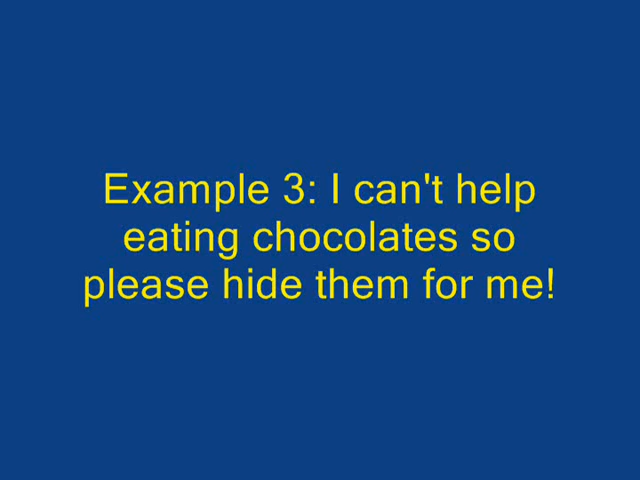 Example 3: I can't help
eating chocolates so
please hide them for me!